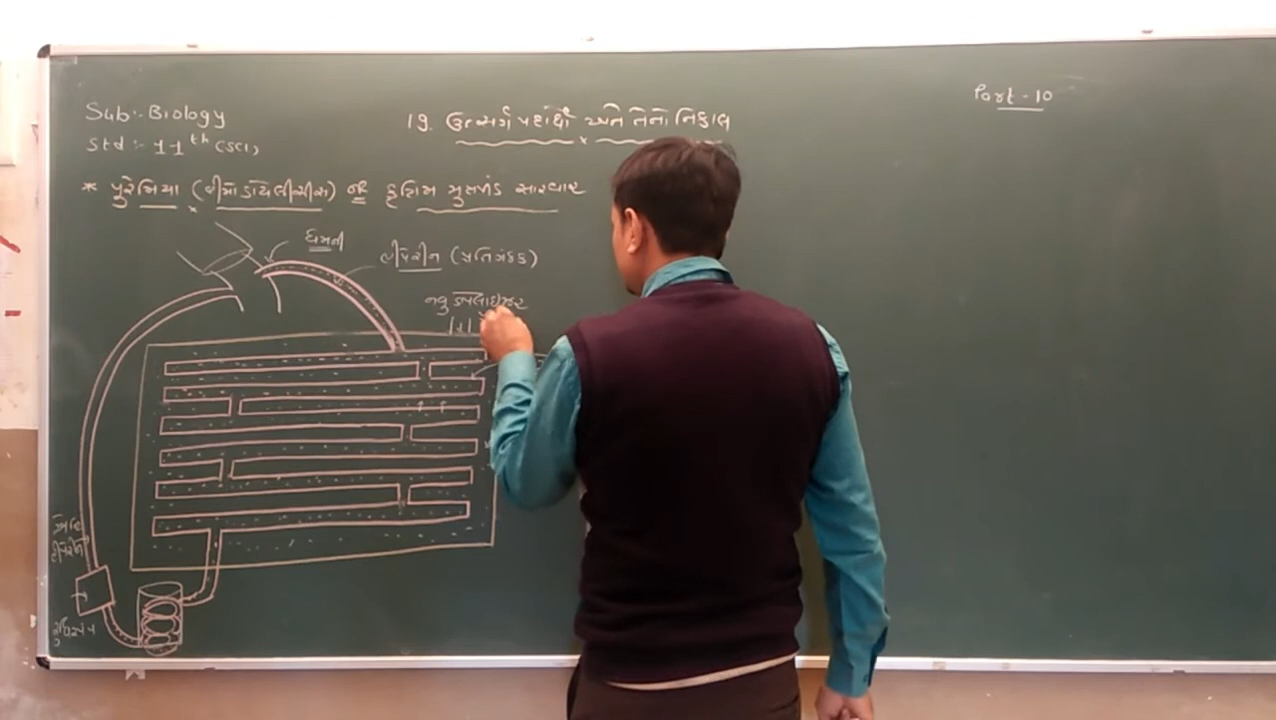 Sub:- Biology
Std :- 11th (Sci)
19. ઉત્સર્ગ પદાર્થો અને તેનો નિકાલ
Part - 10
* યુરેમિયા (હીમોડાયેલીસીસ) OR કૃત્રિમ મુત્રપિંડ સારવાર
ધમની
હીપેરીન (પ્રતિગંઠક)
નવુ ડાયલાઇઝર